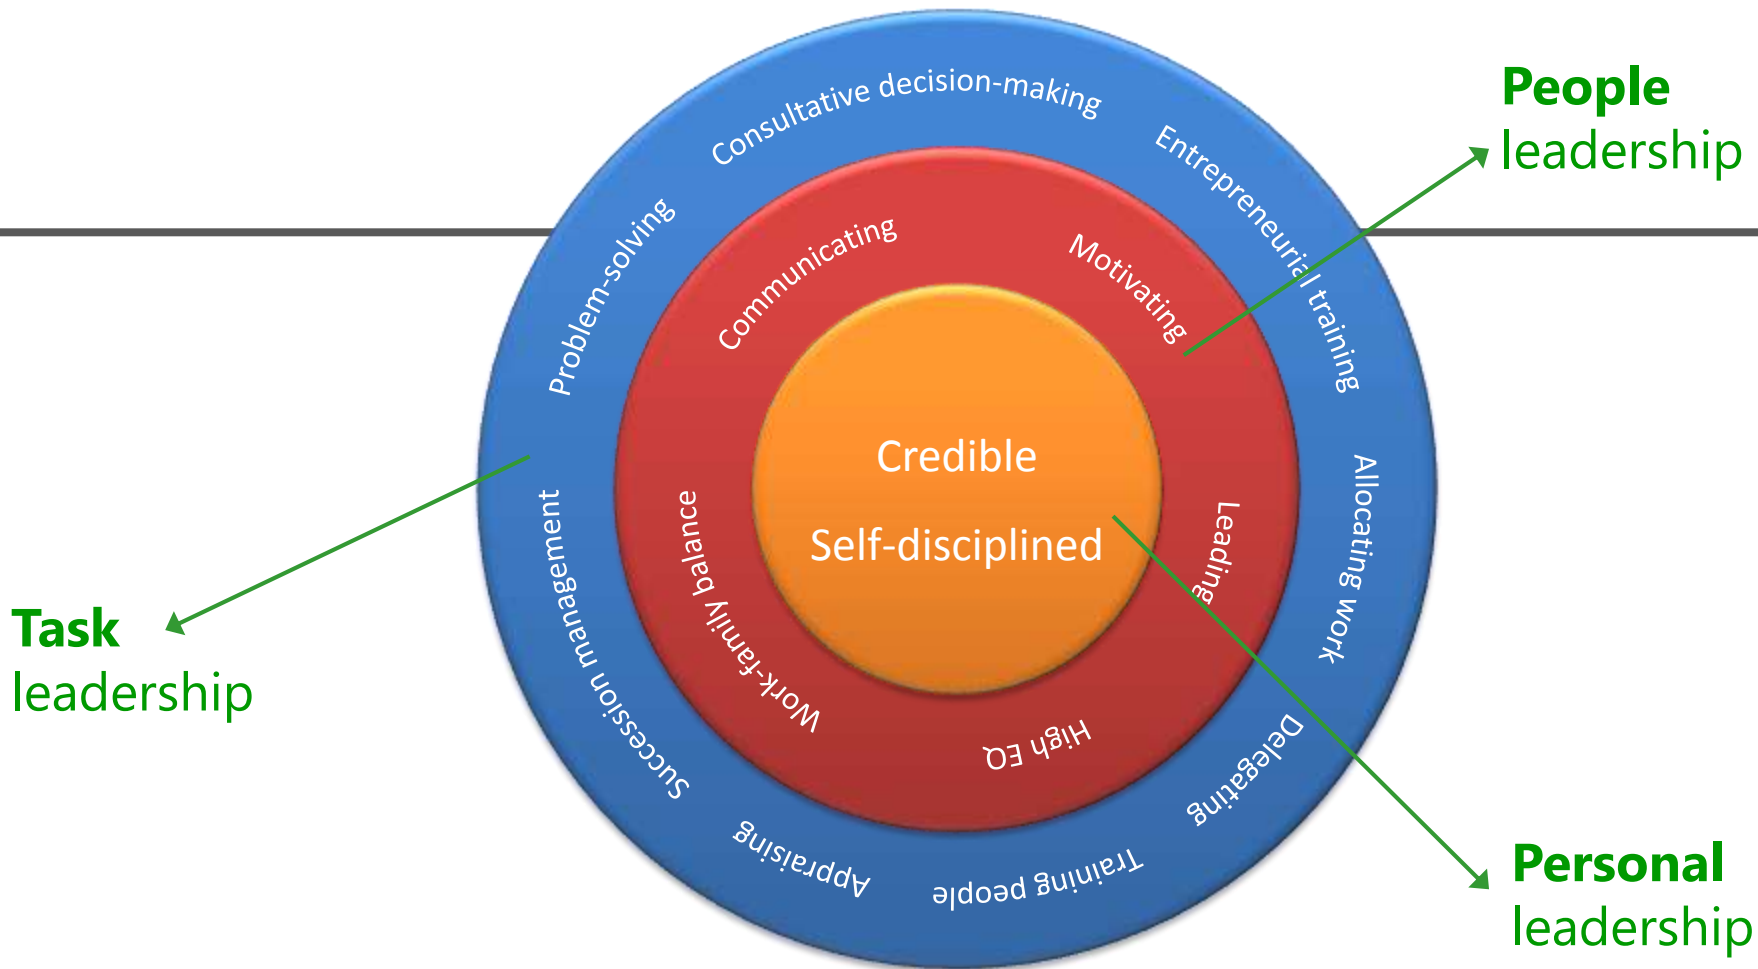 Consultative decision-making
Entrepreneurial training
Allocating work
Delegating
Training people
Appraising
Succession management
Problem-solving
Communicating
Motivating
Leading
High EQ
Work-family balance
Credible
Self-disciplined
People
leadership
Task
leadership
Personal
leadership